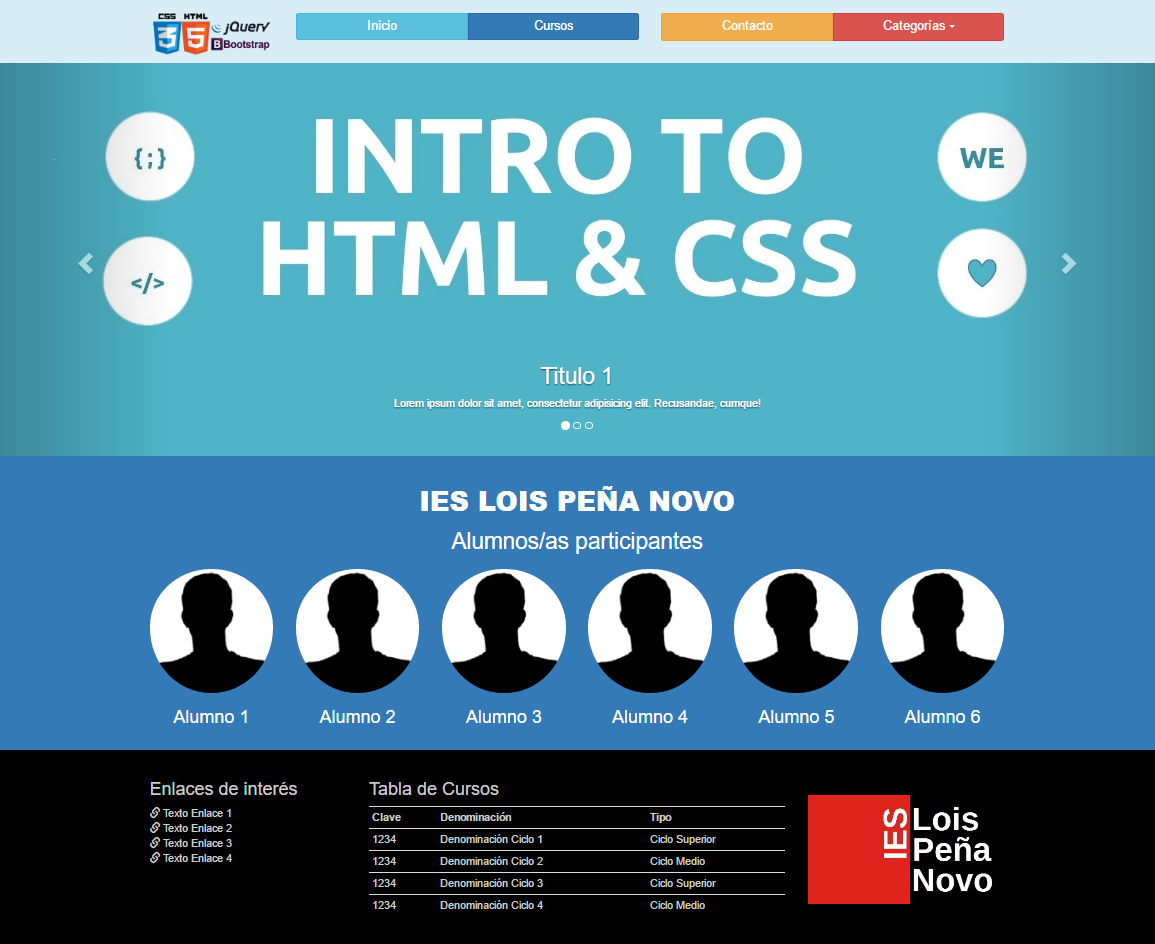 CSS HTML
3 5
jQuery
B Bootstrap
Inicio
Cursos
Contacto
Categorías
{;}
INTRO TO
WE
</>
HTML & CSS
Titulo 1
Lorem ipsum dolor sit amet, consectetur adipisicing elit. Recusandae, cumque!
IES LOIS PEÑA NOVO
Alumnos/as participantes
Alumno 1
Alumno 2
Alumno 3
Alumno 4
Alumno 5
Alumno 6
Enlaces de interés
Texto Enlace 1
Texto Enlace 2
Texto Enlace 3
Texto Enlace 4
Tabla de Cursos
Clave Denominación Tipo
1234 Denominación Ciclo 1 Ciclo Superior
1234 Denominación Ciclo 2 Ciclo Medio
1234 Denominación Ciclo 3 Ciclo Superior
1234 Denominación Ciclo 4 Ciclo Medio
IES
Lois
Peña
Novo